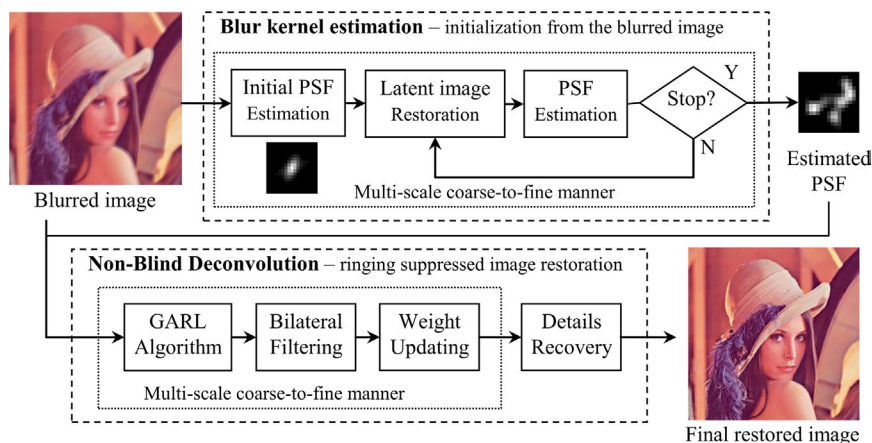 Blur kernel estimation – initialization from the blurred image
Initial PSF
Estimation
Latent image
Restoration
PSF
Estimation
Stop?
Y
N
Multi-scale coarse-to-fine manner
Estimated
PSF
Blurred image
Non-Blind Deconvolution – ringing suppressed image restoration
GARL
Algorithm
Bilateral
Filtering
Weight
Updating
Details
Recovery
Multi-scale coarse-to-fine manner
Final restored image